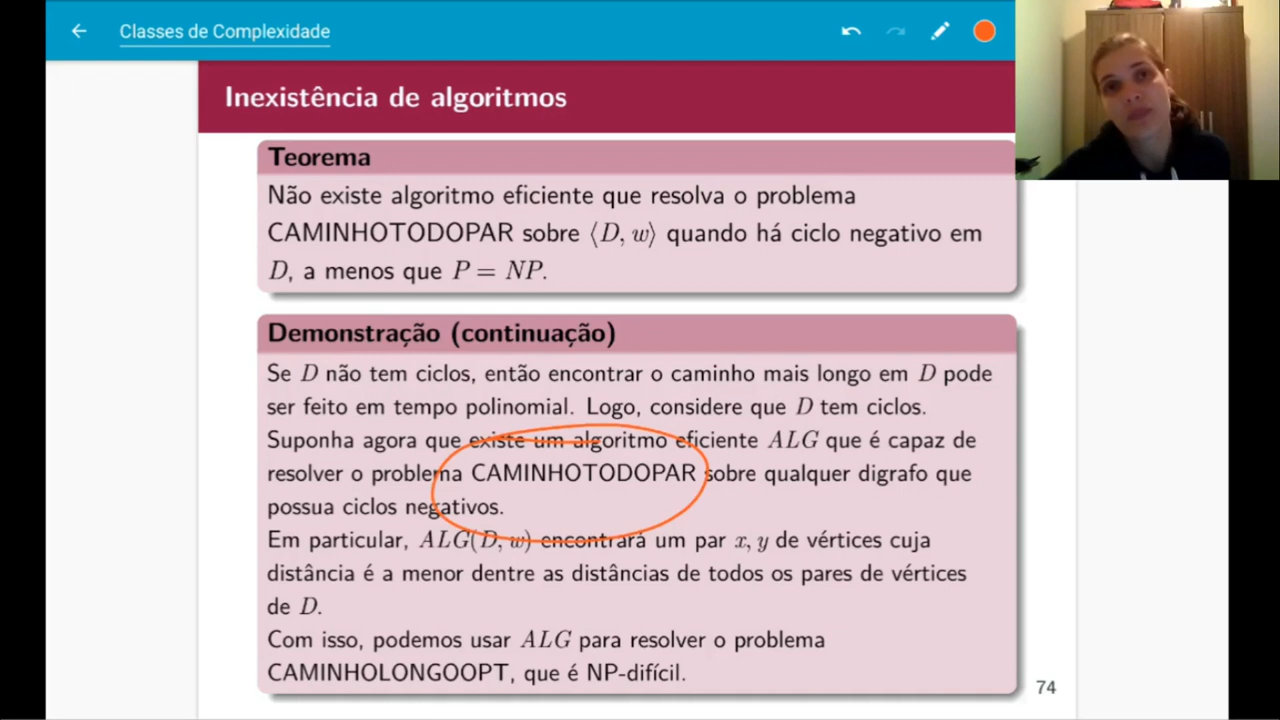 Classes de Complexidade
Inexistência de algoritmos
Teorema
Não existe algoritmo eficiente que resolva o problema
CAMINHOTODOPAR sobre ⟨D, w⟩ quando há ciclo negativo em
D, a menos que P = NP.
Demonstração (continuação)
Se D não tem ciclos, então encontrar o caminho mais longo em D pode
ser feito em tempo polinomial. Logo, considere que D tem ciclos.
Suponha agora que existe um algoritmo eficiente ALG que é capaz de
resolver o problema CAMINHOTODOPAR sobre qualquer digrafo que
possua ciclos negativos.
Em particular, ALG(D, w) encontrará um par x, y de vértices cuja
distância é a menor dentre as distâncias de todos os pares de vértices
de D.
Com isso, podemos usar ALG para resolver o problema
CAMINHOLONGOOPT, que é NP-difícil.
74